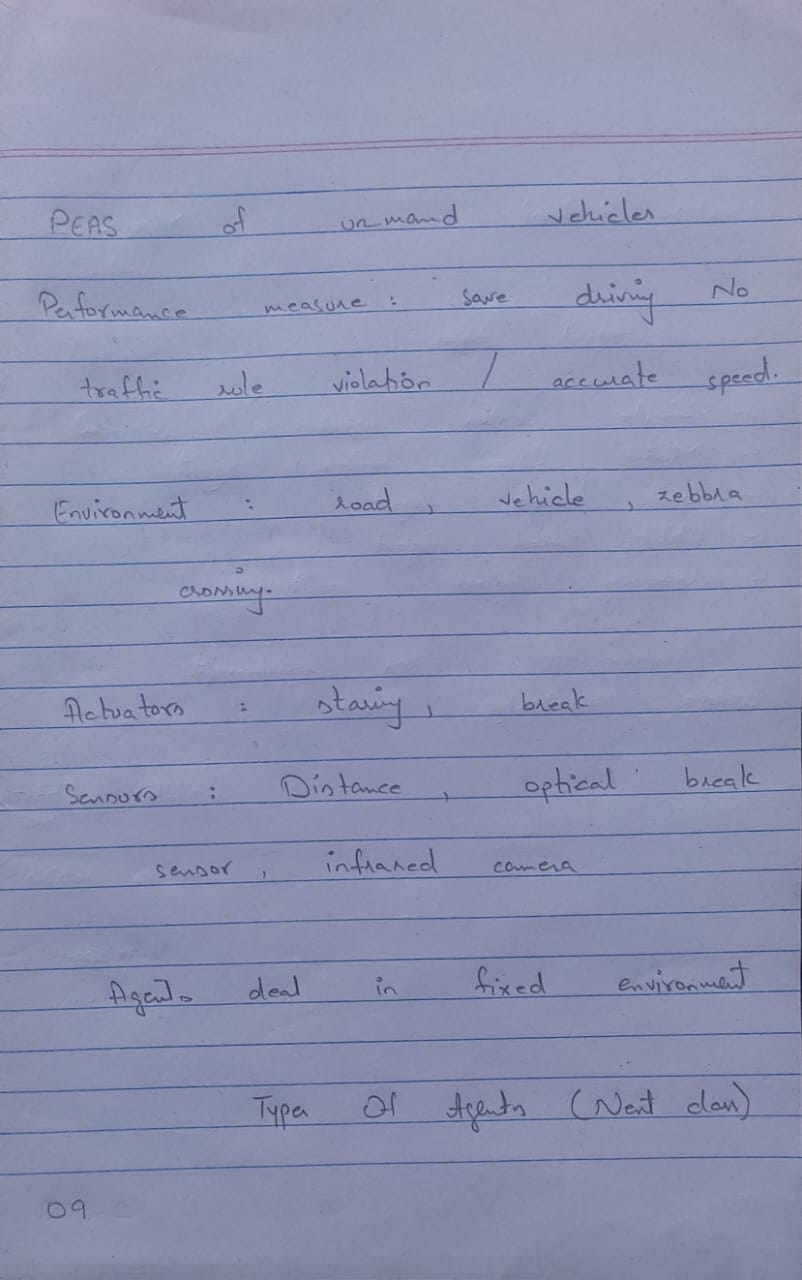 PEAS of unmand vehicles
Performance measure : save driving No
traffic rule violation / accurate speed.
Environment : road , vehicle , zebbra
crossing.
Actuators : staring , break
Sensors : Distance , optical break
sensor , infrared camera
Agents deal in fixed environment
Types Of Agents (Next class)
09